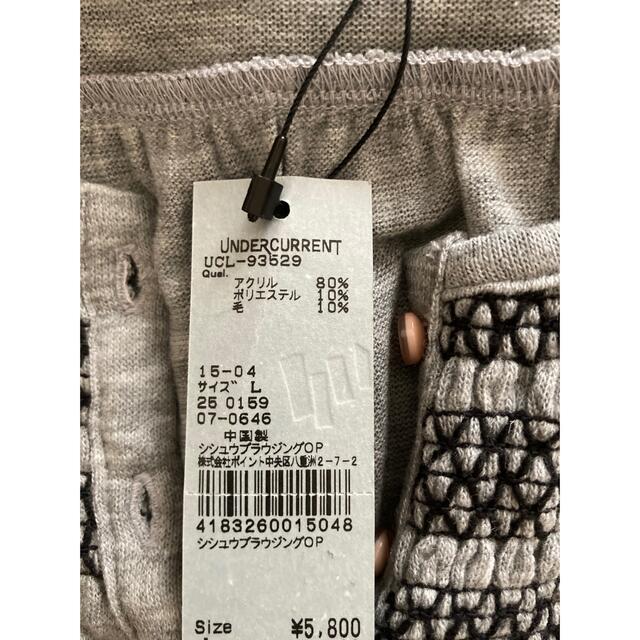 UNDERCURRENT
UCL-93529
Qual.
アクリル 80%
ポリエステル 10%
毛 10%
15-04
サイズ L
25 0159
07-0646
中国製
シシュウブラウジングOP
株式会社ポイント中央区八重洲2-7-2
4183260015048
シシュウブラウジングOP
Size ¥5,800